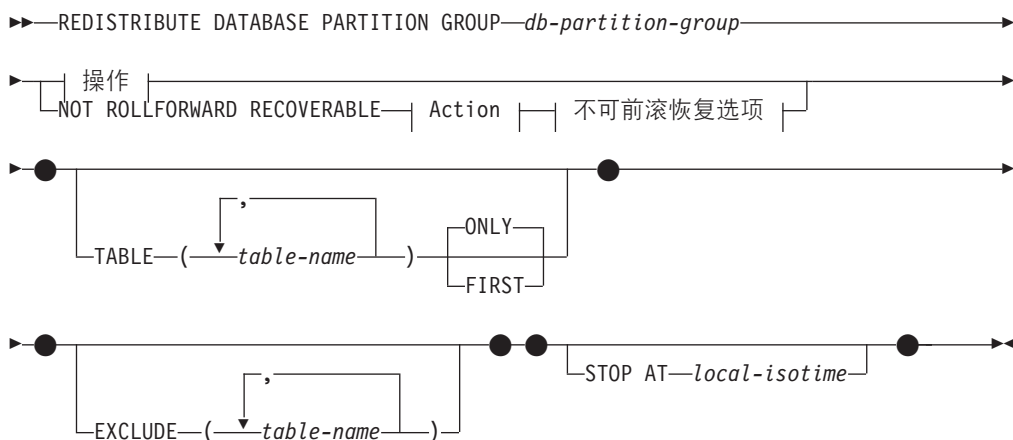 REDISTRIBUTE DATABASE PARTITION GROUP db-partition-group
操作
NOT ROLLFORWARD RECOVERABLE Action 不可前滚恢复选项
,
ONLY
TABLE ( table-name )
FIRST
,
STOP AT local-isotime
EXCLUDE ( table-name )